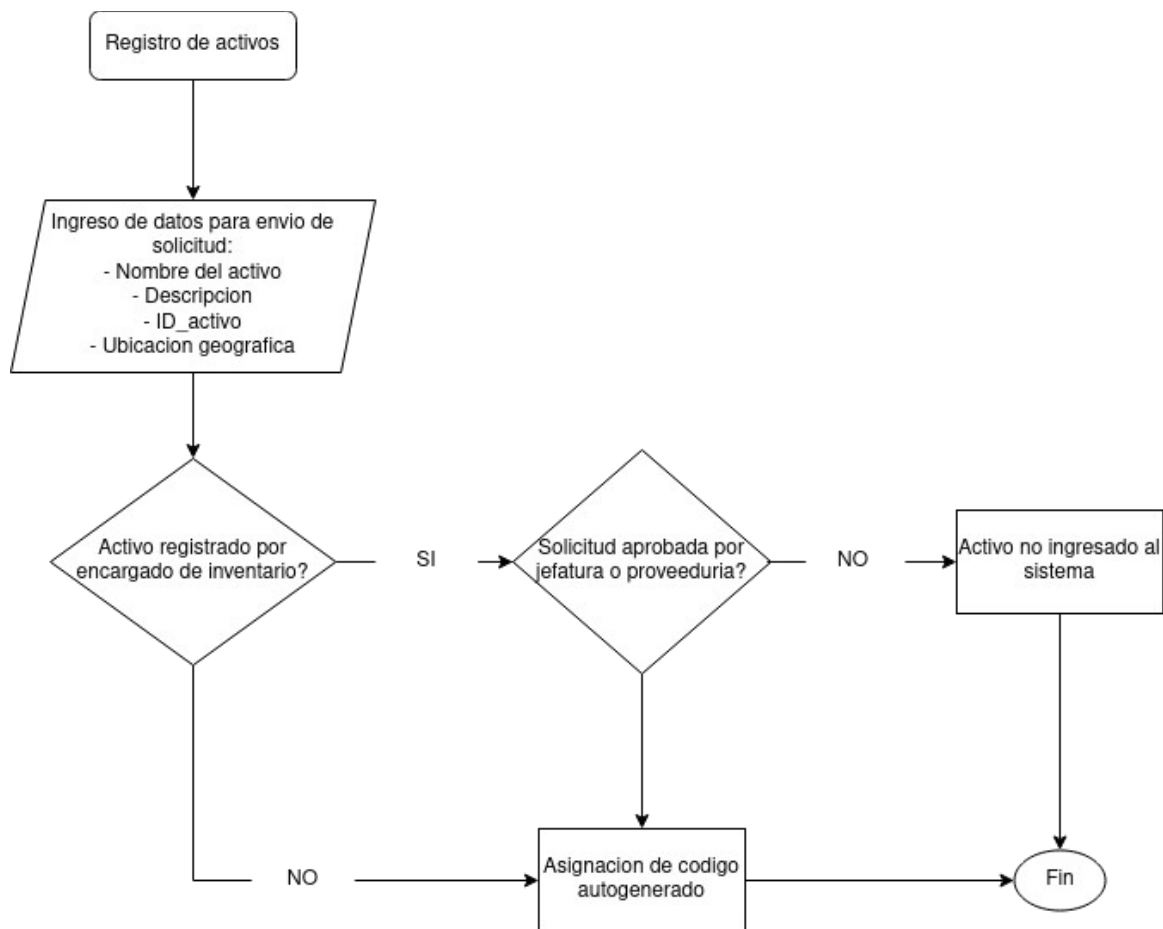 Registro de activos
Ingreso de datos para envio de
solicitud:
- Nombre del activo
- Descripcion
- ID_activo
- Ubicacion geografica
Activo registrado por
encargado de inventario?
SI
Solicitud aprobada por
jefatura o proveeduria?
NO
Activo no ingresado al
sistema
NO
Asignacion de codigo
autogenerado
Fin